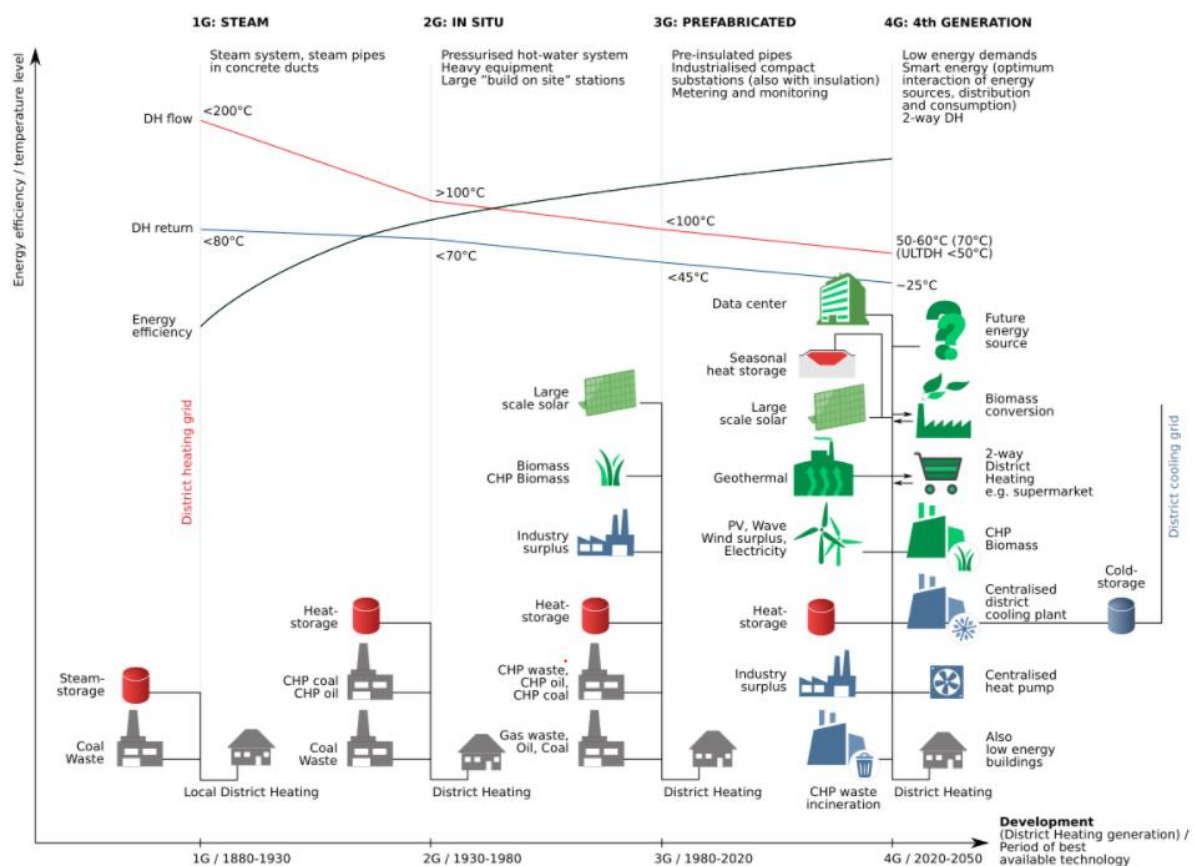 1G: STEAM
Steam system, steam pipes
in concrete ducts
2G: IN SITU
Pressurised hot-water system
Heavy equipment
Large “build on site” stations
3G: PREFABRICATED
Pre-insulated pipes
Industrialised compact
substations (also with insulation)
Metering and monitoring
4G: 4th GENERATION
Low energy demands
Smart energy (optimum
interaction of energy
sources, distribution
and consumption)
2-way DH
Energy efficiency / temperature level
DH flow
<200°C
>100°C
<100°C
50-60°C (70°C)
(ULTDH <50°C)
DH return
<80°C
<70°C
<45°C
~25°C
Energy
efficiency
District heating grid
Steam-
storage
Coal
Waste
Local District Heating
Heat-
storage
CHP coal
CHP oil
Coal
Waste
District Heating
Large
scale solar
Biomass
CHP Biomass
Industry
surplus
Heat-
storage
CHP waste,
CHP oil,
CHP coal
Gas waste,
Oil, Coal
District Heating
Data center
Seasonal
heat storage
Large
scale solar
Geothermal
PV, Wave
Wind surplus,
Electricity
Heat-
storage
Industry
surplus
CHP waste
incineration
Future
energy
source
Biomass
conversion
2-way
District
Heating
e.g. supermarket
CHP
Biomass
Centralised
district
cooling plant
Cold-
storage
Centralised
heat pump
Also
low energy
buildings
District Heating
District cooling grid
1G / 1880-1930
2G / 1930-1980
3G / 1980-2020
4G / 2020-2050
Development
(District Heating generation) /
Period of best
available technology